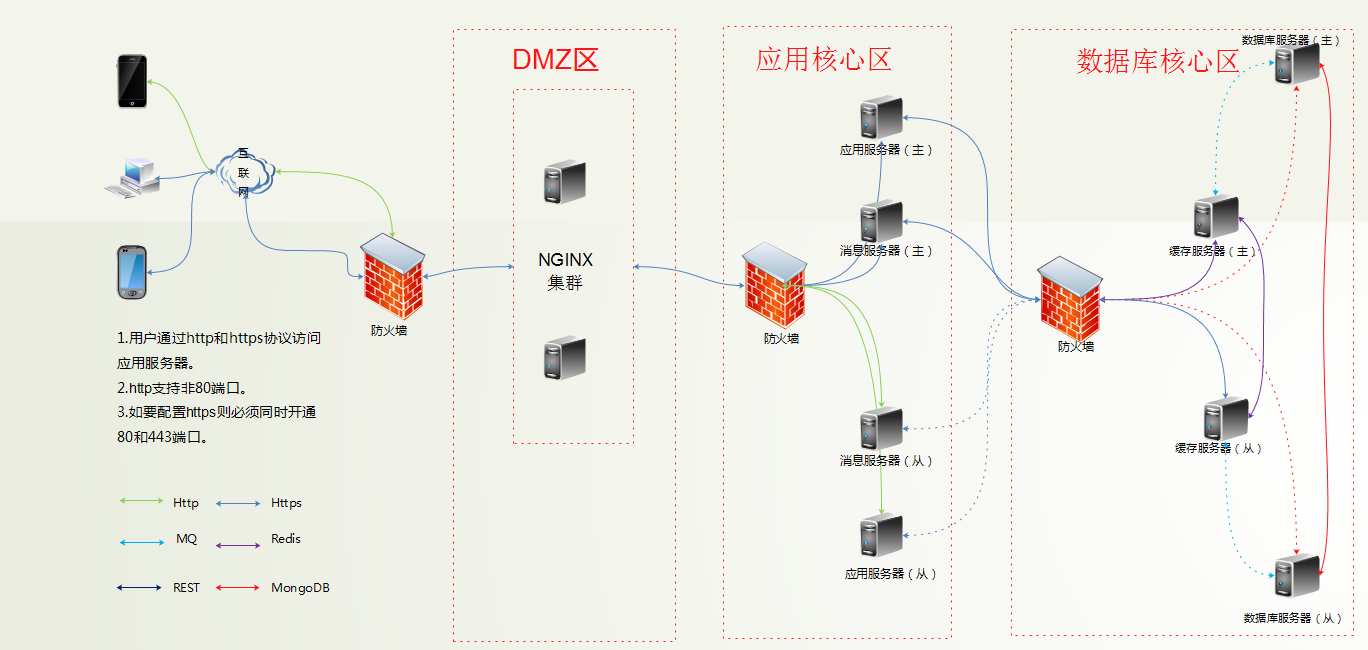 互
联
网
防火墙
1.用户通过http和https协议访问
应用服务器。
2.http支持非80端口。
3.如要配置https则必须同时开通
80和443端口。
Http
Https
MQ
Redis
REST
MongoDB
DMZ区
NGINX
集群
应用核心区
应用服务器（主）
消息服务器（主）
防火墙
消息服务器（从）
应用服务器（从）
数据库核心区
数据库服务器（主）
缓存服务器（主）
防火墙
缓存服务器（从）
数据库服务器（从）